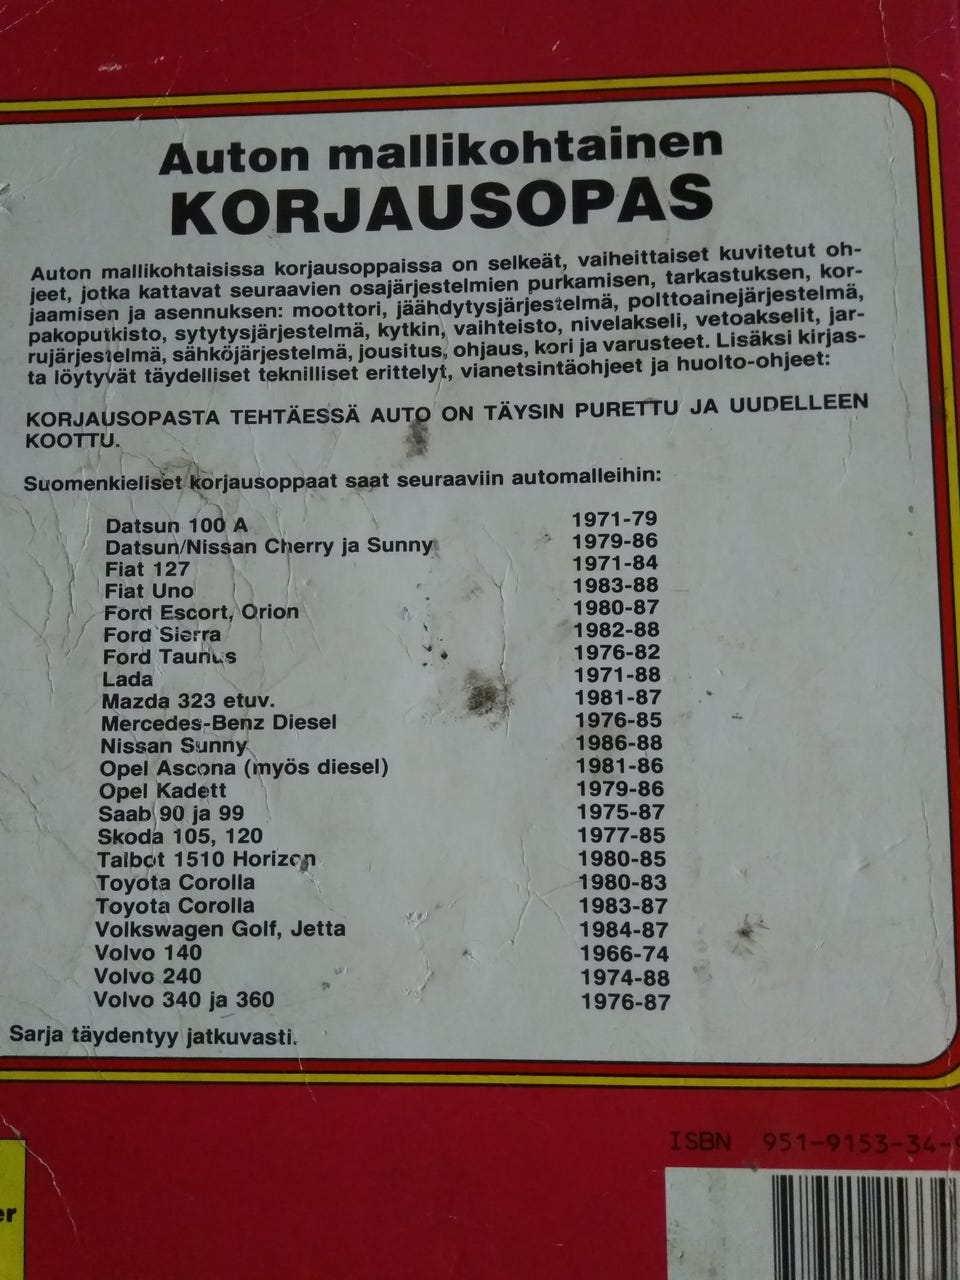 Auton mallikohtainen
KORJAUSOPAS
Auton mallikohtaisissa korjausoppaissa on selkeät, vaiheittaiset kuvitetut oh-
jeet, jotka kattavat seuraavien osajärjestelmien purkamisen, tarkastuksen, kor-
jaamisen ja asennuksen: moottori, jäähdytysjärjestelmä, polttoainejärjestelmä,
pakoputkisto, sytytysjärjestelmä, kytkin, vaihteisto, nivelakseli, vetoakselit, jar-
rujärjestelmä, sähköjärjestelmä, jousitus, ohjaus, kori ja varusteet. Lisäksi kirjas-
ta löytyvät täydelliset teknilliset erittelyt, vianetsintäohjeet ja huolto-ohjeet:
KORJAUSOPASTA TEHTÄESSÄ AUTO ON TÄYSIN PURETTU JA UUDELLEEN
KOOTTU.
Suomenkieliset korjausoppaat saat seuraaviin automalleihin:
Datsun 100 A 1971-79
Datsun/Nissan Cherry ja Sunny 1979-86
Fiat 127 1971-84
Fiat Uno 1983-88
Ford Escort, Orion 1980-87
Ford Sierra 1982-88
Ford Taunus 1976-82
Lada 1971-88
Mazda 323 etuv. 1981-87
Mercedes-Benz Diesel 1976-85
Nissan Sunny 1986-88
Opel Ascona (myös diesel) 1981-86
Opel Kadett 1979-86
Saab 90 ja 99 1975-87
Skoda 105, 120 1977-85
Talbot 1510 Horizon 1980-85
Toyota Corolla 1980-83
Toyota Corolla 1983-87
Volkswagen Golf, Jetta 1984-87
Volvo 140 1966-74
Volvo 240 1974-88
Volvo 340 ja 360 1976-87
Sarja täydentyy jatkuvasti.
ISBN 951-9153-34-
er